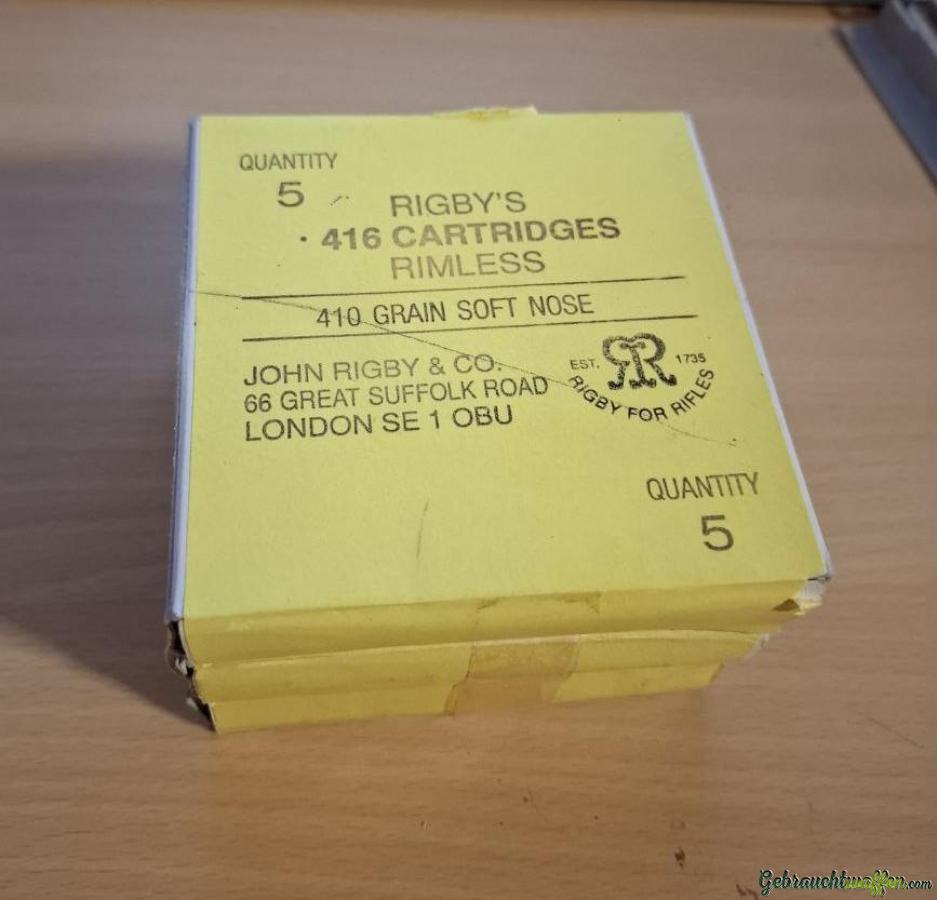 QUANTITY
5
RIGBY'S
· 416 CARTRIDGES
RIMLESS
410 GRAIN SOFT NOSE
JOHN RIGBY & CO.
66 GREAT SUFFOLK ROAD
LONDON SE 1 OBU
EST. RR 1735
RIGBY FOR RIFLES
QUANTITY
5
Gebrauchtwaffen.com